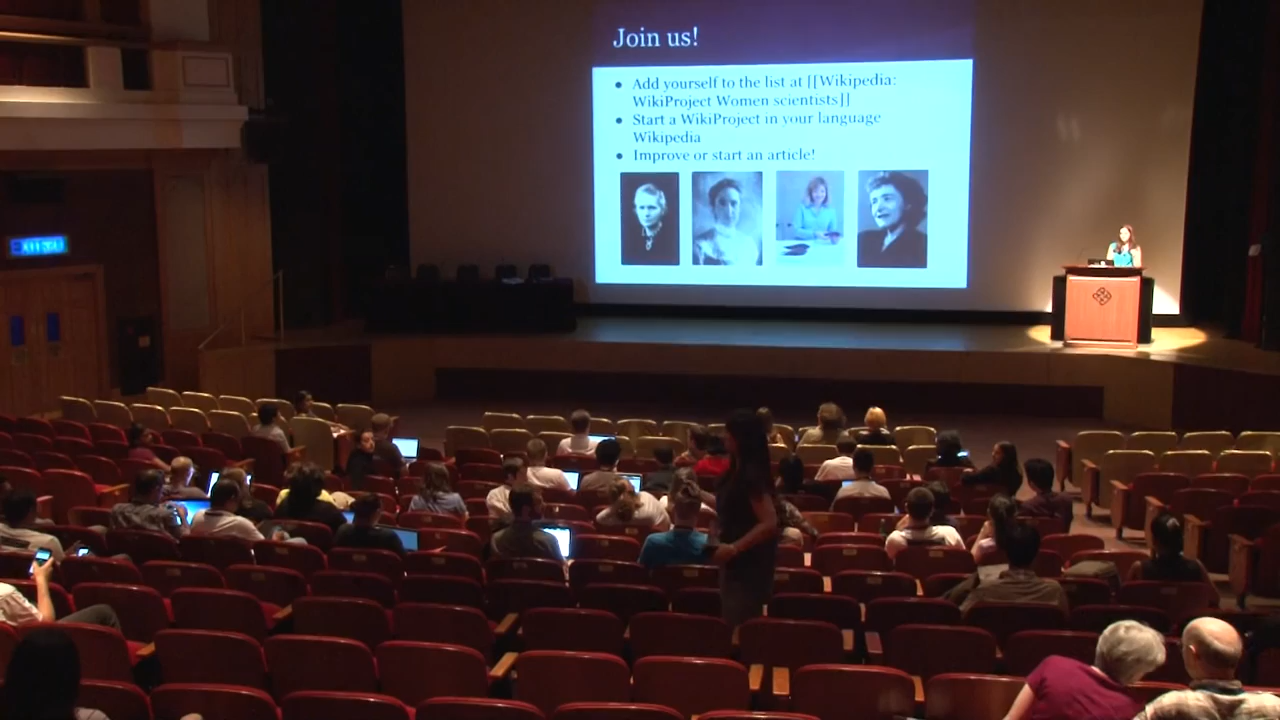 Join us!
● Add yourself to the list at [[Wikipedia:
WikiProject Women scientists]]
● Start a WikiProject in your language
Wikipedia
● Improve or start an article!